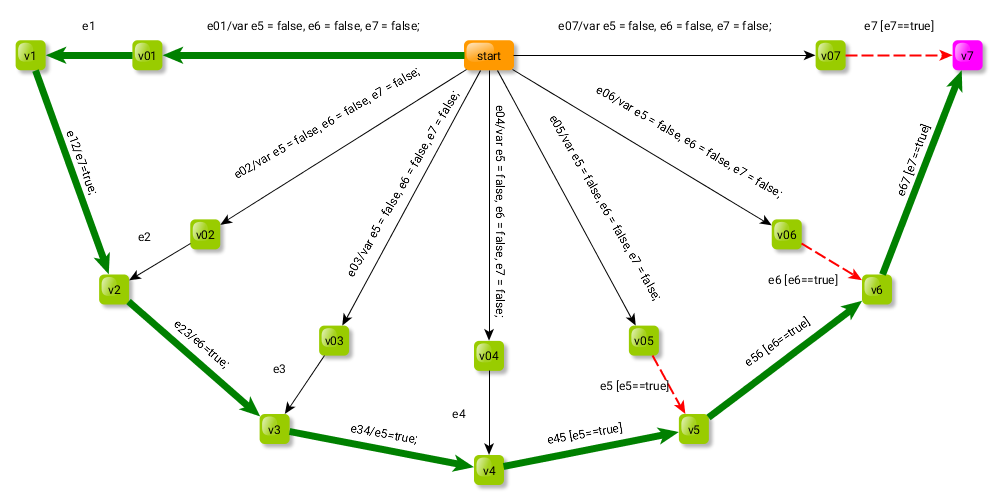 e1
e01/var e5 = false, e6 = false, e7 = false;
e07/var e5 = false, e6 = false, e7 = false;
e7 [e7==true]
v1
v01
start
v07
v7
e02/var e5 = false, e6 = false, e7 = false;
e03/var e5 = false, e6 = false, e7 = false;
e04/var e5 = false, e6 = false, e7 = false;
e05/var e5 = false, e6 = false, e7 = false;
e06/var e5 = false, e6 = false, e7 = false;
e12/e7=true;
e67 [e7==true]
e2
v02
v06
e6 [e6==true]
v2
v6
e23/e6=true;
v03
v04
v05
e56 [e6==true]
e3
e5 [e5==true]
e4
v3
e34/e5=true;
e45 [e5==true]
v5
v4